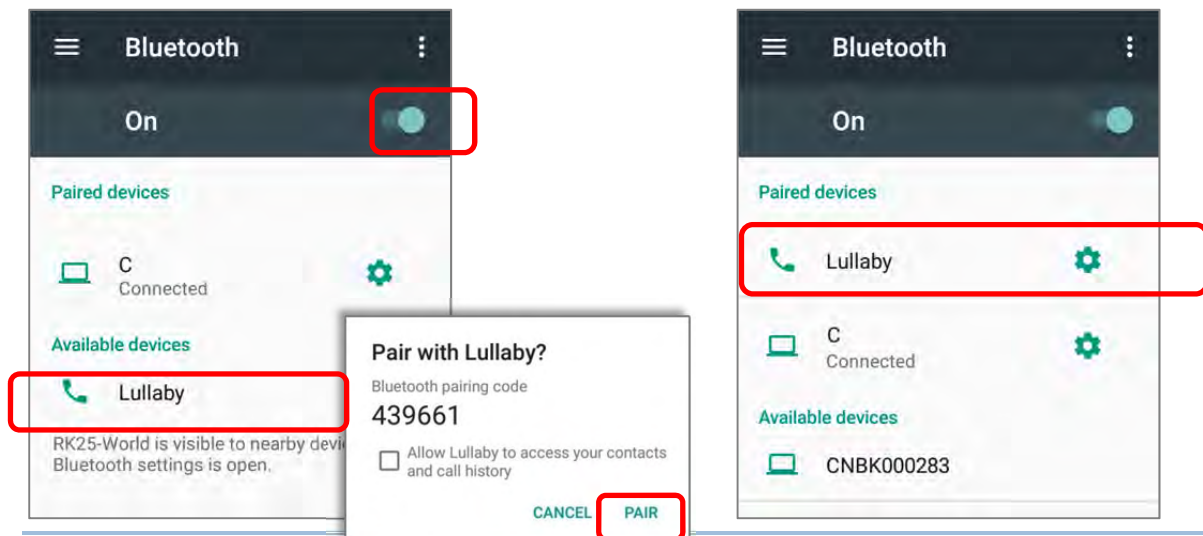 Bluetooth
On
Paired devices
C
Connected
Available devices
Lullaby
RK25-World is visible to nearby
Bluetooth settings is open.
Pair with Lullaby?
Bluetooth pairing code
439661
Allow Lullaby to access your contacts
and call history
CANCEL PAIR
Bluetooth
On
Paired devices
Lullaby
C
Connected
Available devices
CNBK000283